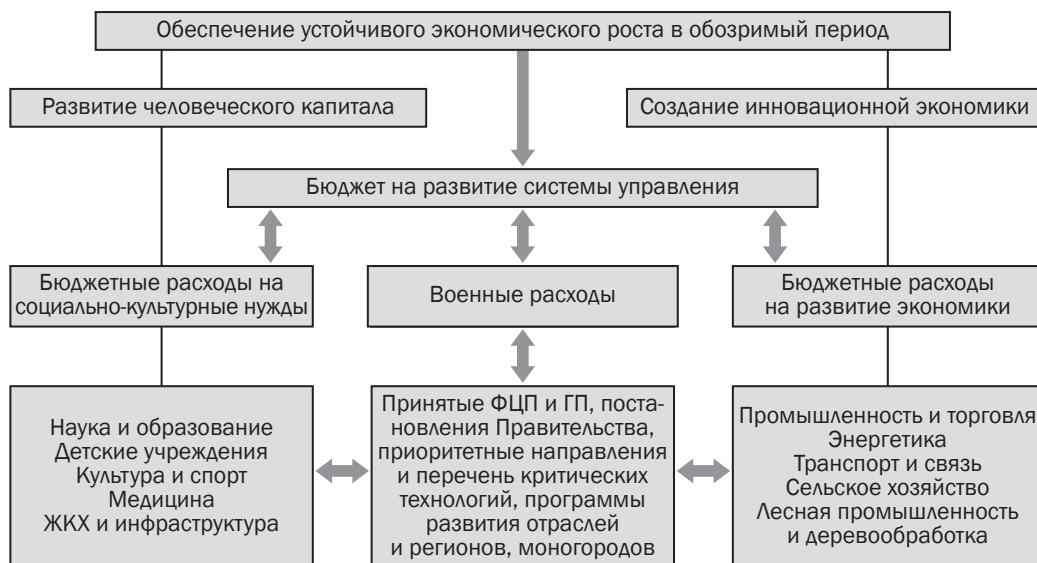 Обеспечение устойчивого экономического роста в обозримый период
Развитие человеческого капитала
Создание инновационной экономики
Бюджет на развитие системы управления
Бюджетные расходы на
социально-культурные нужды
Военные расходы
Бюджетные расходы
на развитие экономики
Наука и образование
Детские учреждения
Культура и спорт
Медицина
ЖКХ и инфраструктура
Принятые ФЦП и ГП, поста-
новления Правительства,
приоритетные направления
и перечень критических
технологий, программы
развития отраслей
и регионов, моногородов
Промышленность и торговля
Энергетика
Транспорт и связь
Сельское хозяйство
Лесная промышленность
и деревообработка